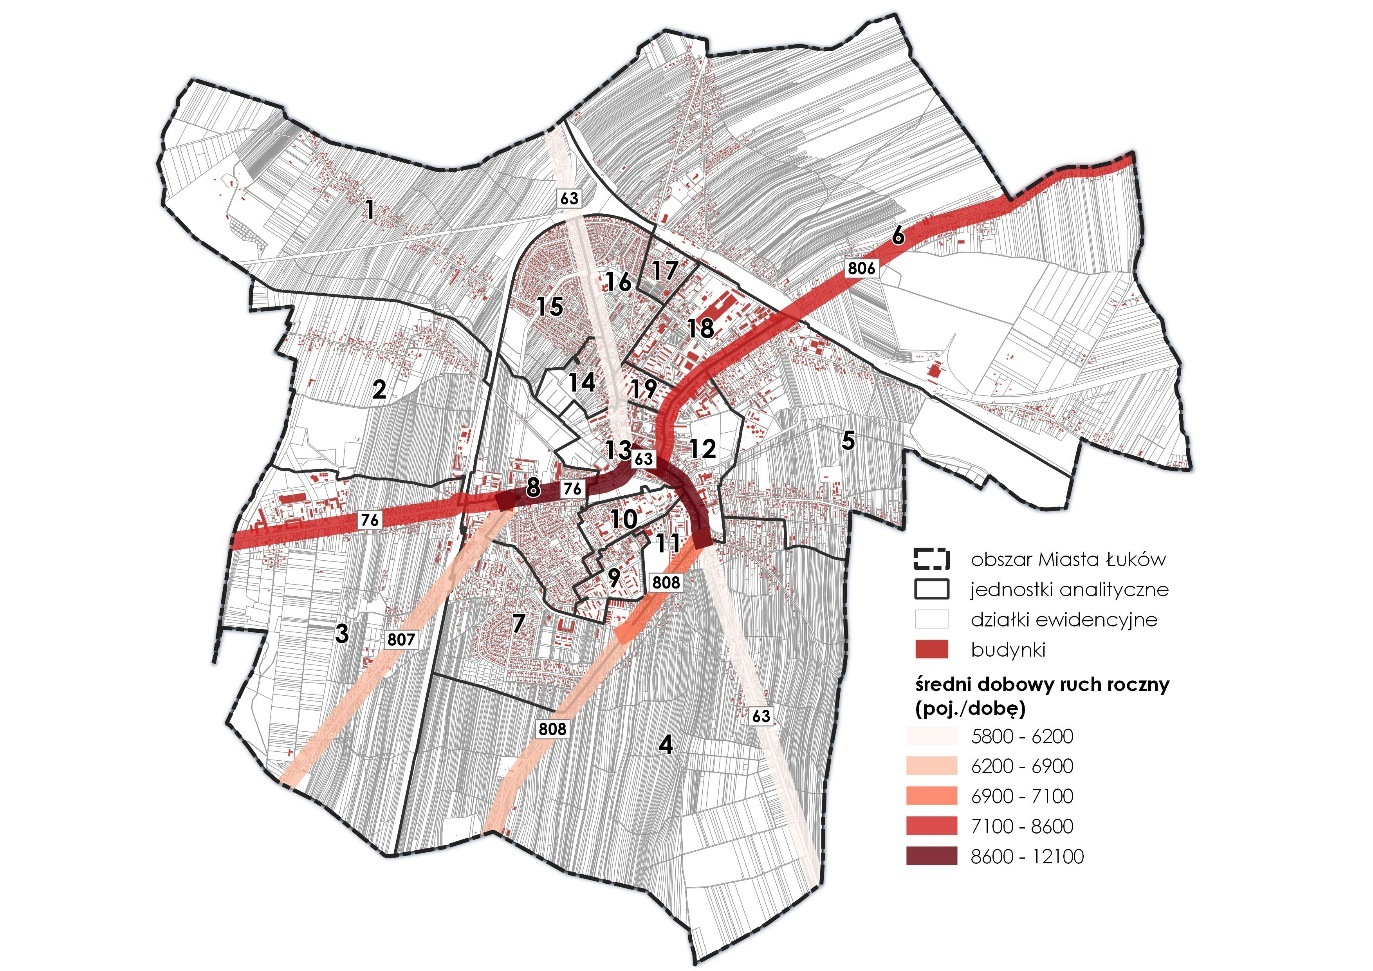 63
1
6
806
17
16
15
18
14
19
2
13
63
12
5
8
76
76
10
11
9
808
7
3
807
63
808
4
obszar Miasta Łuków
jednostki analityczne
działki ewidencyjne
budynki
średni dobowy ruch roczny
(poj./dobę)
5800 - 6200
6200 - 6900
6900 - 7100
7100 - 8600
8600 - 12100